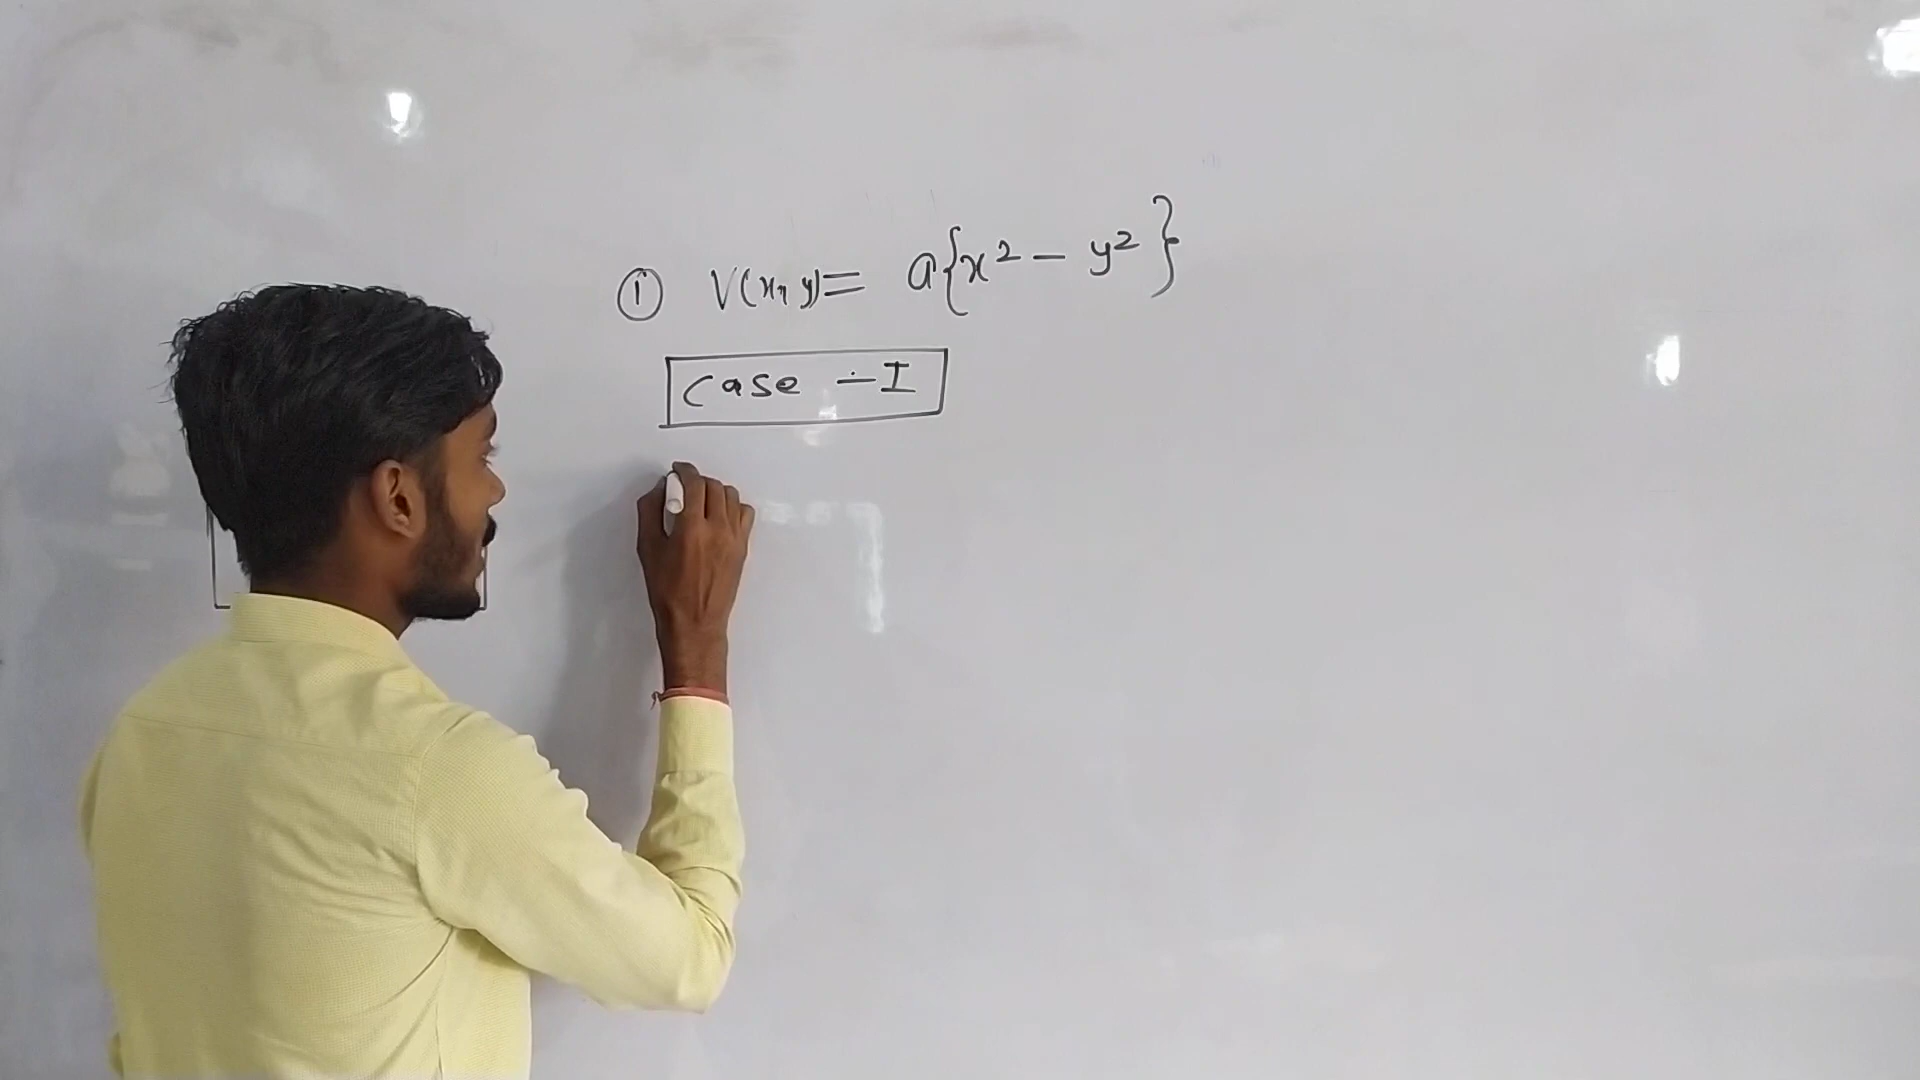 ① V(x, y) = a{x² – y²}
Case – I